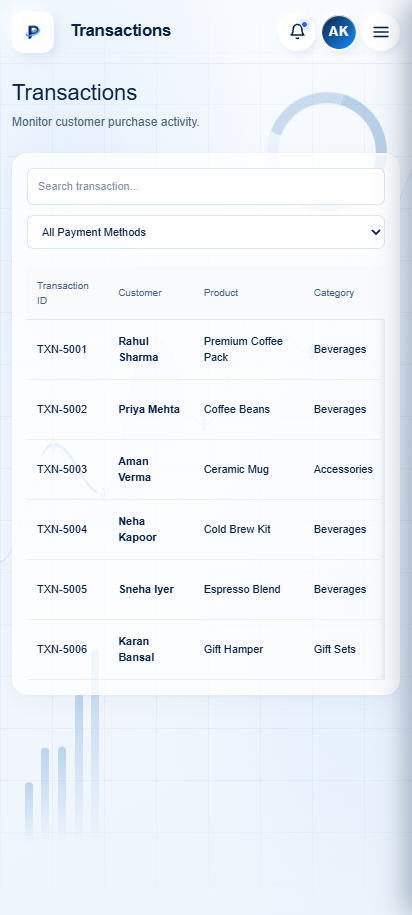 P
Transactions
AK
Transactions
Monitor customer purchase activity.
Search transaction...
All Payment Methods
Transaction ID Customer Product Category
TXN-5001 Rahul Sharma Premium Coffee Pack Beverages
TXN-5002 Priya Mehta Coffee Beans Beverages
TXN-5003 Aman Verma Ceramic Mug Accessories
TXN-5004 Neha Kapoor Cold Brew Kit Beverages
TXN-5005 Sneha Iyer Espresso Blend Beverages
TXN-5006 Karan Bansal Gift Hamper Gift Sets